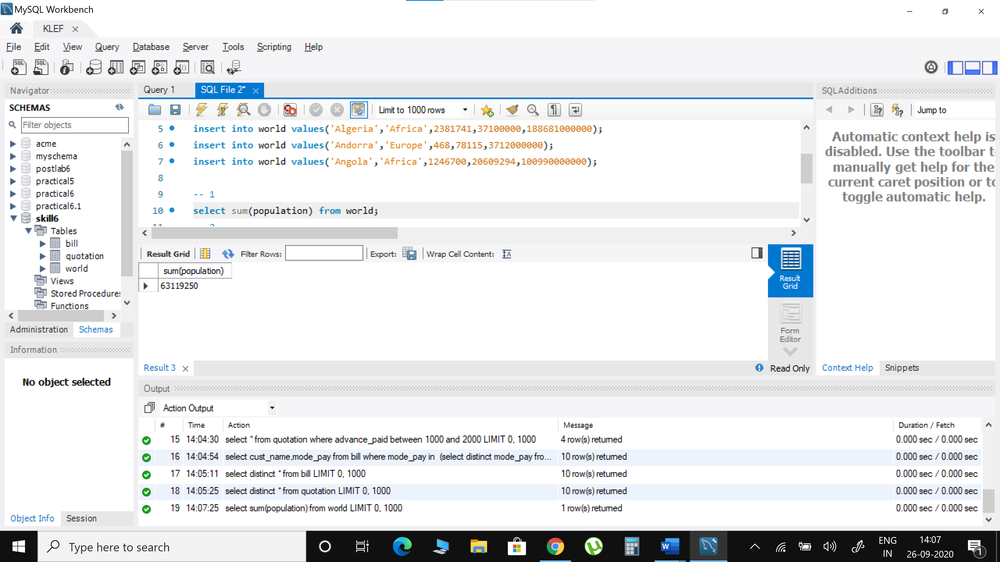 MySQL Workbench
KLEF
File Edit View Query Database Server Tools Scripting Help
Navigator
SCHEMAS
Filter objects
acme
myschema
postlab6
practical5
practical6
practical6.1
skill6
Tables
bill
quotation
world
Views
Stored Procedures
Functions
Administration Schemas
Information
No object selected
Object Info Session
Query 1 SQL File 2*
Limit to 1000 rows
5 insert into world values('Algeria','Africa',2381741,37100000,188681000000);
6 insert into world values('Andorra','Europe',468,78115,3712000000);
7 insert into world values('Angola','Africa',1246700,20609294,100990000000);
8
9 -- 1
10 select sum(population) from world;
Result Grid Filter Rows: Export: Wrap Cell Content:
sum(population)
63119250
Result Grid
Form Editor
Result 3 Read Only
SQLAdditions
Jump to
Automatic context help is
disabled. Use the toolbar
manually get help for the
current caret position or
toggle automatic help.
Context Help Snippets
Output
Action Output
# Time Action Message Duration / Fetch
15 14:04:30 select * from quotation where advance_paid between 1000 and 2000 LIMIT 0, 1000 4 row(s) returned 0.000 sec / 0.000 sec
16 14:04:54 select cust_name,mode_pay from bill where mode_pay in (select distinct mode_pay fro... 10 row(s) returned 0.000 sec / 0.000 sec
17 14:05:11 select distinct * from bill LIMIT 0, 1000 10 row(s) returned 0.000 sec / 0.000 sec
18 14:05:25 select distinct * from quotation LIMIT 0, 1000 10 row(s) returned 0.000 sec / 0.000 sec
19 14:07:25 select sum(population) from world LIMIT 0, 1000 1 row(s) returned 0.000 sec / 0.000 sec
Type here to search
ENG
IN
14:07
26-09-2020
1